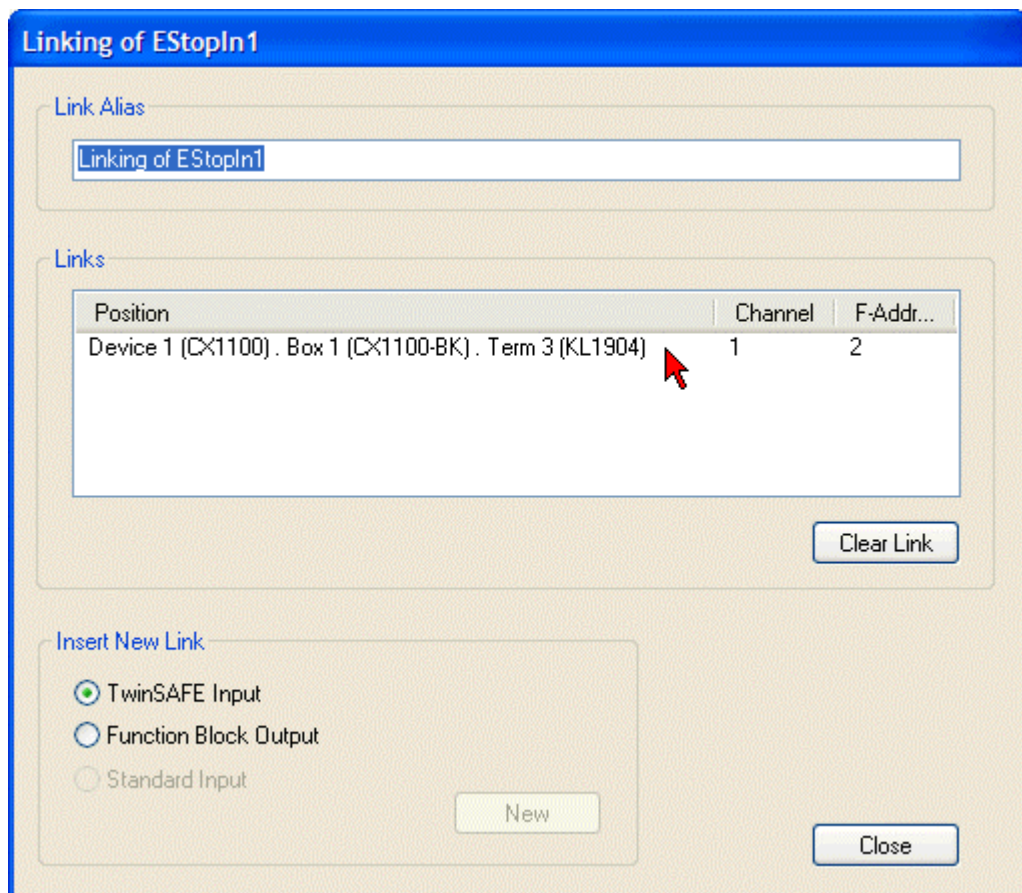 Linking of EStopIn1
Link Alias
Linking of EStopIn1
Links
Position Channel F-Addr...
Device 1 (CX1100) . Box 1 (CX1100-BK) . Term 3 (KL1904) 1 2
Clear Link
Insert New Link
TwinSAFE Input
Function Block Output
Standard Input
New
Close